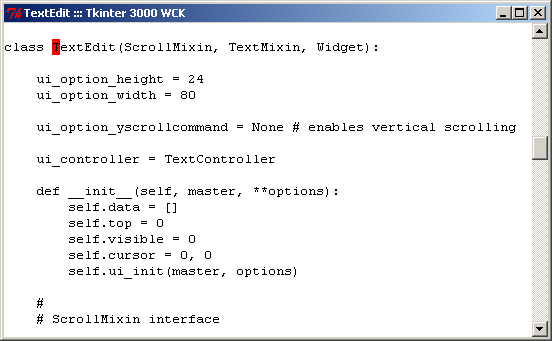 TextEdit ::: Tkinter 3000 WCK
class TextEdit(ScrollMixin, TextMixin, Widget):
    ui_option_height = 24
    ui_option_width = 80
    ui_option_yscrollcommand = None # enables vertical scrolling
    ui_controller = TextController
    def __init__(self, master, **options):
        self.data = []
        self.top = 0
        self.visible = 0
        self.cursor = 0, 0
        self.ui_init(master, options)
    #
    # ScrollMixin interface